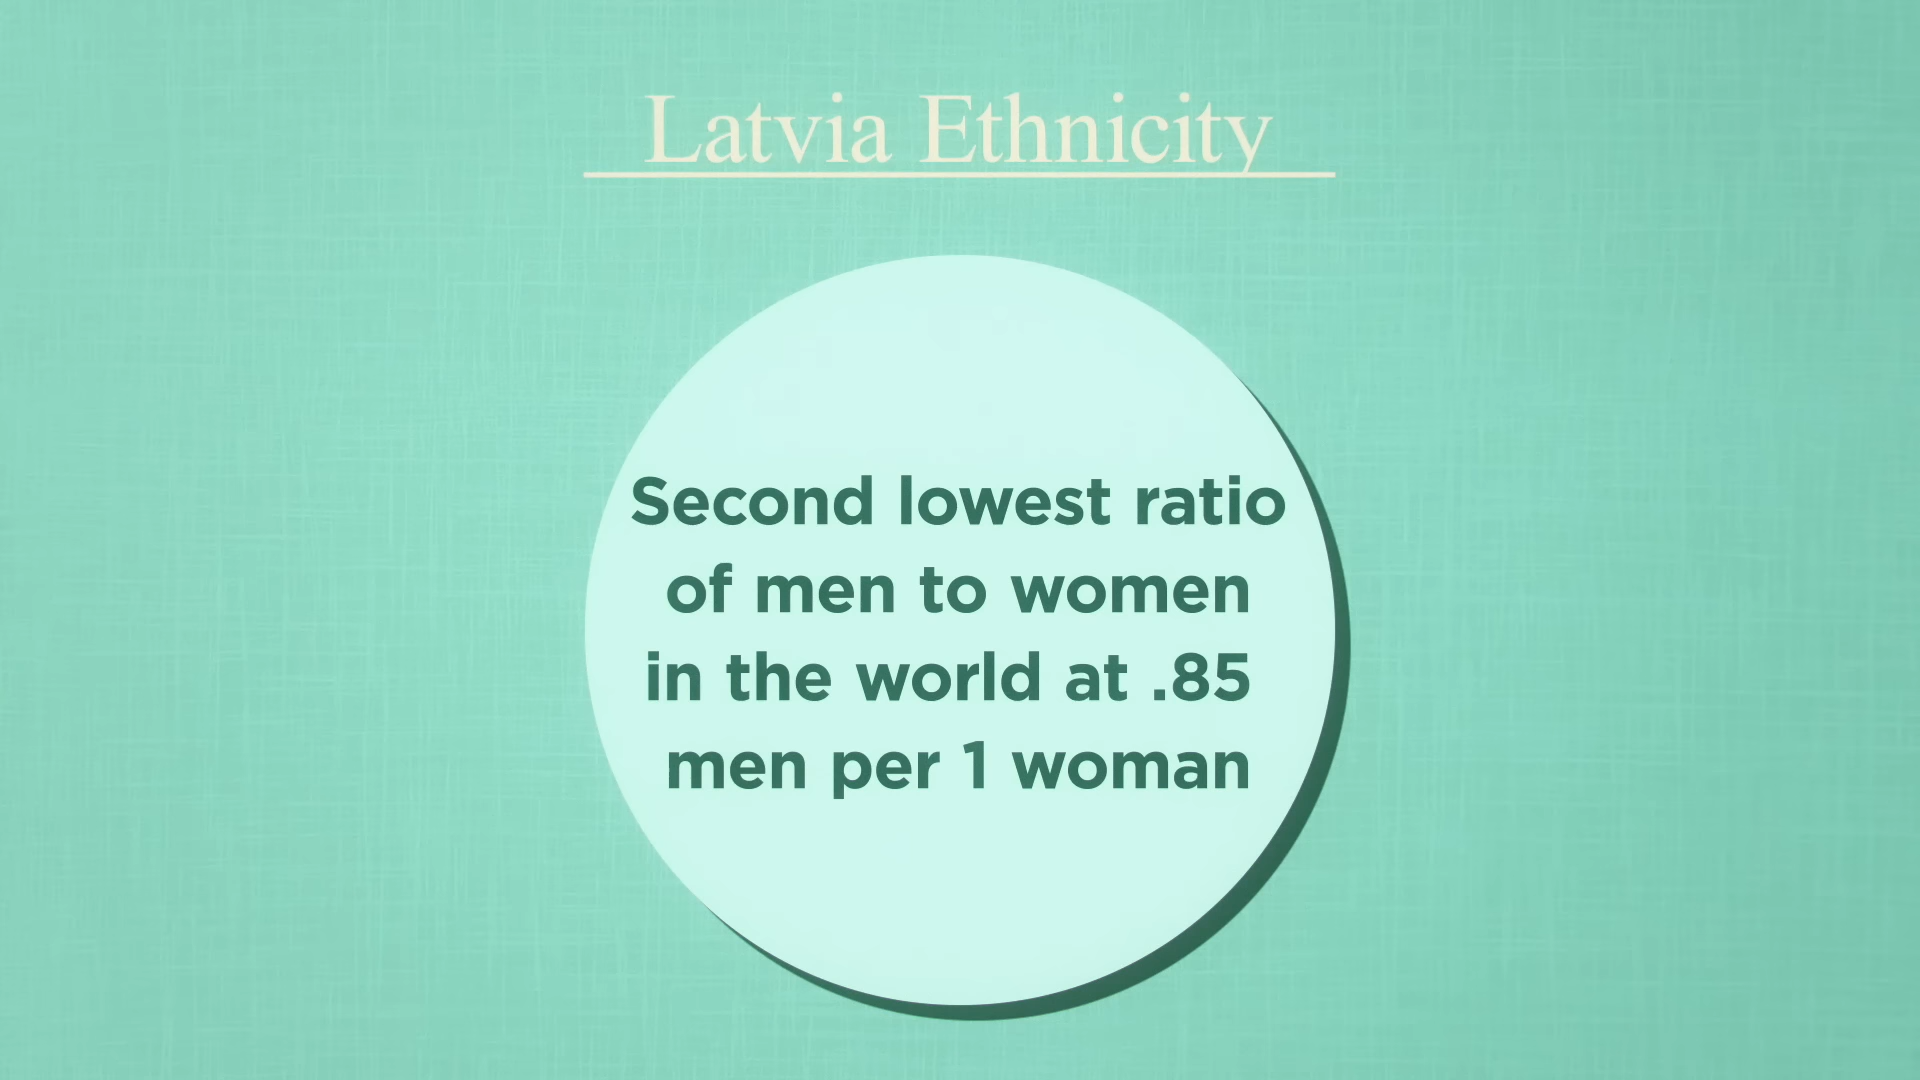 Latvia Ethnicity
Second lowest ratio
of men to women
in the world at .85
men per 1 woman